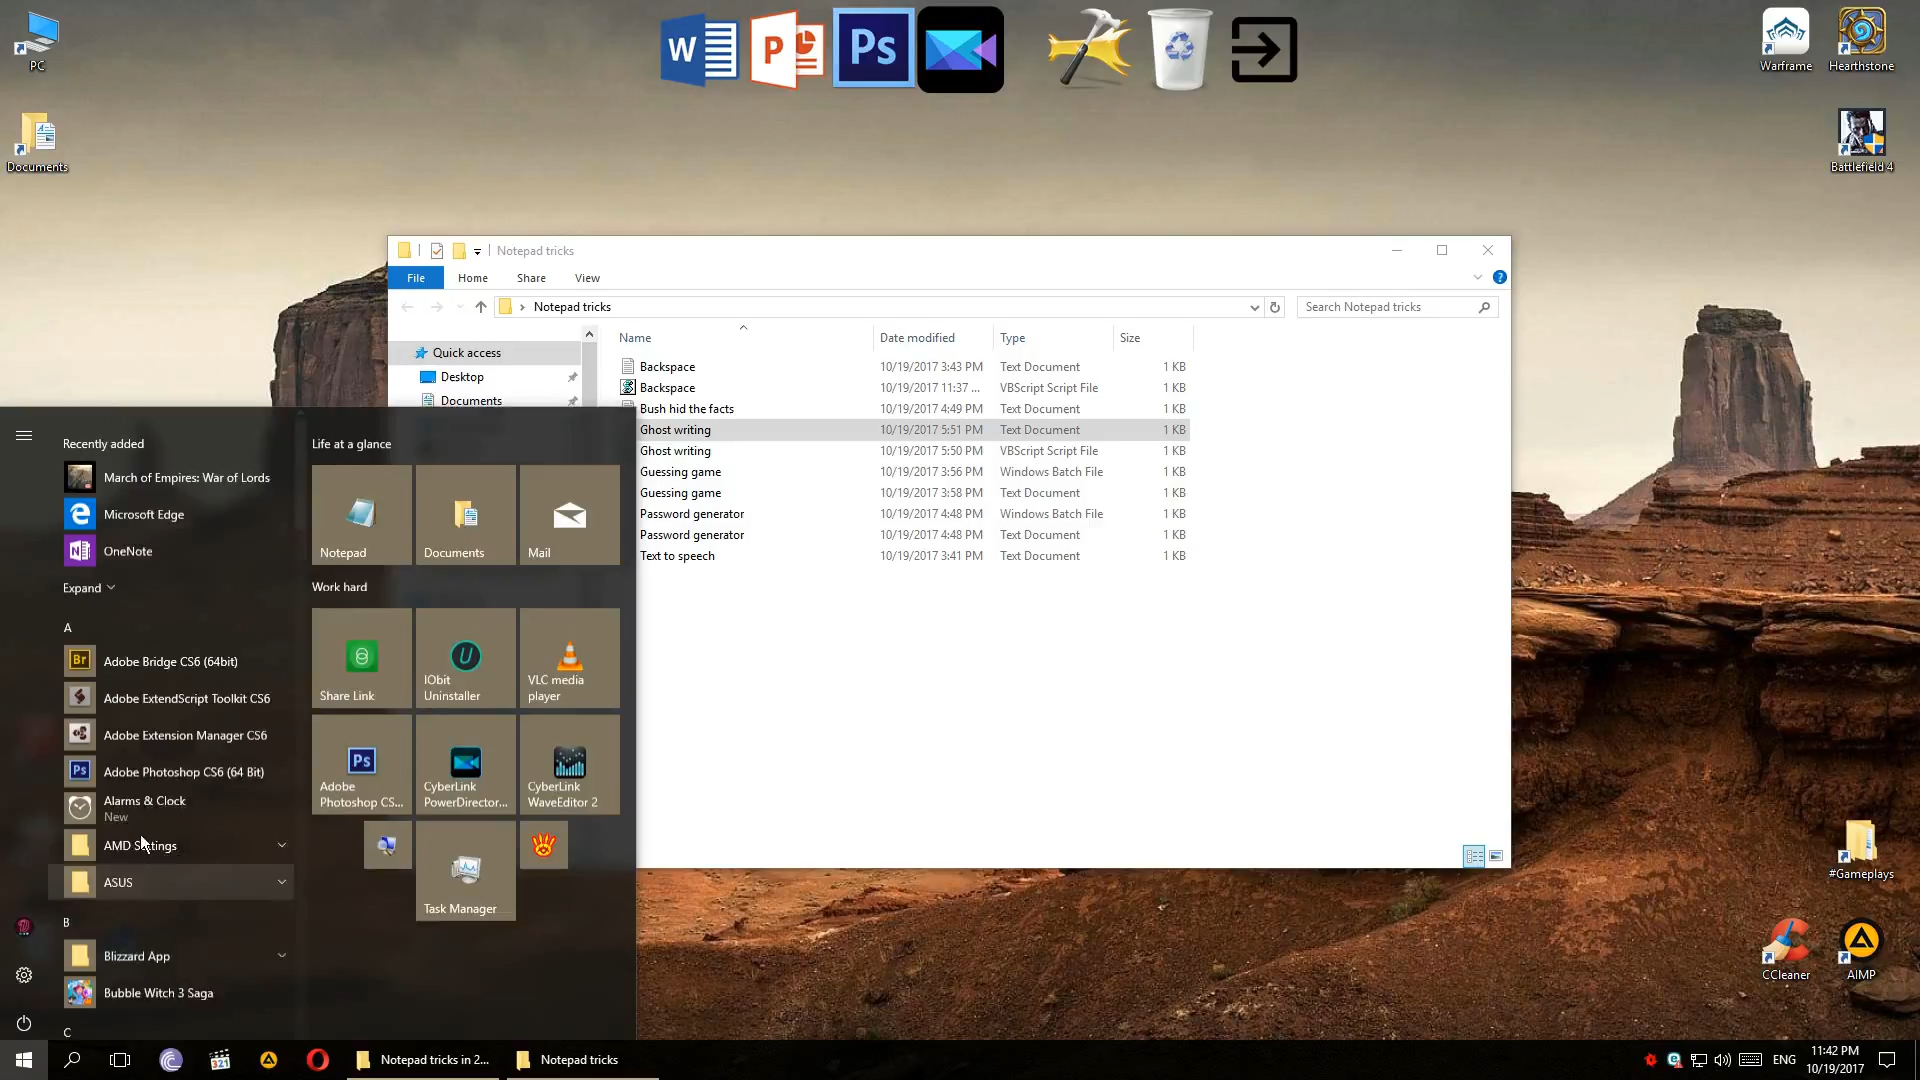 PC
Documents
W
P
Ps
Warframe
Hearthstone
Battlefield 4
Notepad tricks
File
Home
Share
View
Notepad tricks
Search Notepad tricks
Quick access
Desktop
Documents
Name
Date modified
Type
Size
Backspace 10/19/2017 3:43 PM Text Document 1 KB
Backspace 10/19/2017 11:37 ... VBScript Script File 1 KB
Bush hid the facts 10/19/2017 4:49 PM Text Document 1 KB
Ghost writing 10/19/2017 5:51 PM Text Document 1 KB
Ghost writing 10/19/2017 5:50 PM VBScript Script File 1 KB
Guessing game 10/19/2017 3:56 PM Windows Batch File 1 KB
Guessing game 10/19/2017 3:58 PM Text Document 1 KB
Password generator 10/19/2017 4:48 PM Windows Batch File 1 KB
Password generator 10/19/2017 4:48 PM Text Document 1 KB
Text to speech 10/19/2017 3:41 PM Text Document 1 KB
Recently added
March of Empires: War of Lords
Microsoft Edge
OneNote
Expand
A
Br
Adobe Bridge CS6 (64bit)
Adobe ExtendScript Toolkit CS6
Adobe Extension Manager CS6
Ps
Adobe Photoshop CS6 (64 Bit)
Alarms & Clock
New
AMD Settings
ASUS
B
Blizzard App
Bubble Witch 3 Saga
C
Life at a glance
Notepad
Documents
Mail
Work hard
Share Link
IObit
Uninstaller
VLC media
player
Ps
Adobe
Photoshop CS...
CyberLink
PowerDirector...
CyberLink
WaveEditor 2
Task Manager
#Gameplays
CCleaner
AIMP
321
Notepad tricks in 2...
Notepad tricks
ENG
11:42 PM
10/19/2017